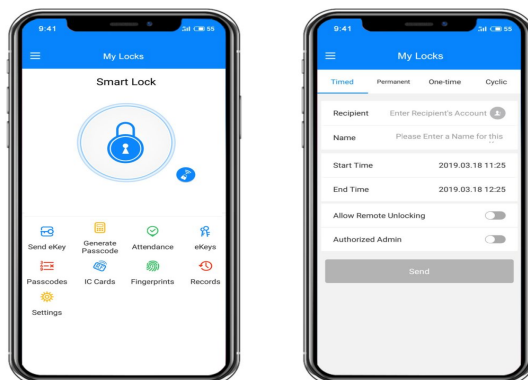 9:41
55
My Locks
Smart Lock
Send eKey
Generate
Passcode
Attendance
eKeys
Passcodes
IC Cards
Fingerprints
Records
Settings
9:41
55
My Locks
Timed
Permanent
One-time
Cyclic
Recipient
Enter Recipient's Account
Name
Please Enter a Name for this
Start Time
2019.03.18 11:25
End Time
2019.03.18 12:25
Allow Remote Unlocking
Authorized Admin
Send